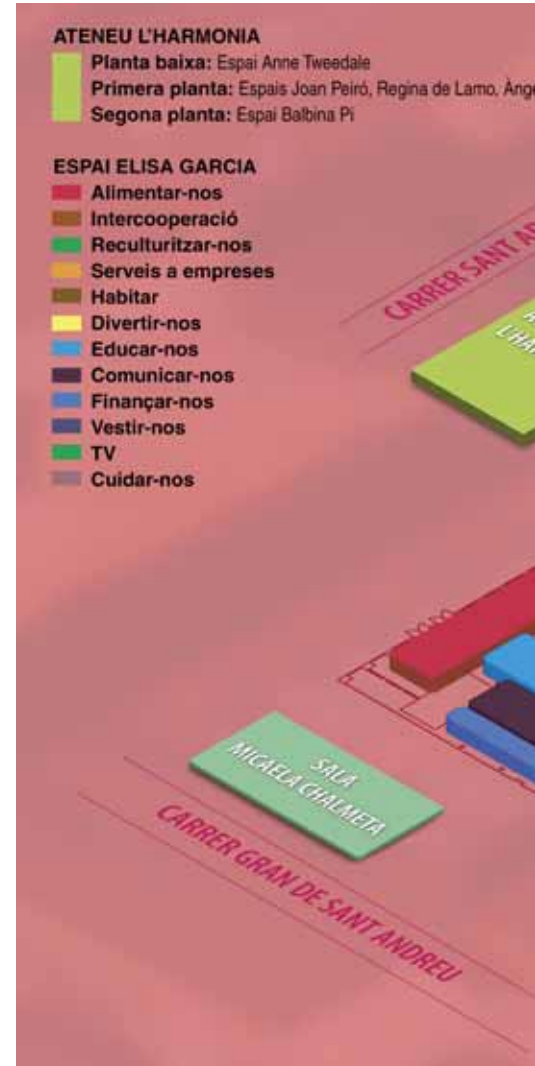 ATENEU L'HARMONIA
Planta baixa: Espai Anne Tweedale
Primera planta: Espais Joan Peiró, Regina de Lamo, Ange
Segona planta: Espai Balbina Pi
ESPAI ELISA GARCIA
Alimentar-nos
Intercooperació
Reculturitzar-nos
Serveis a empreses
Habitar
Divertir-nos
Educar-nos
Comunicar-nos
Finançar-nos
Vestir-nos
TV
Cuidar-nos
CARRER SANT
SALA
MICAELA CHALMETA
CARRER GRAN DE SANT ANDREU